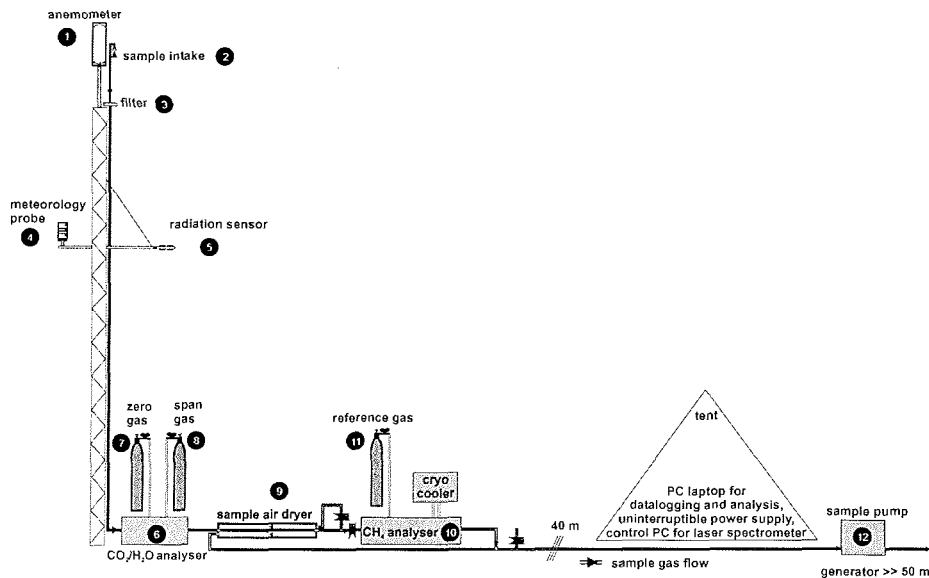 anemometer
1
sample intake 2
filter 3
meteorology
probe
4
radiation sensor
5
zero
gas
span
gas
7
8
reference gas
11
tent
cryo
cooler
9
sample air dryer
PC laptop for
datalogging and analysis,
uninterruptible power supply,
control PC for laser spectrometer
sample pump
6
CH₄ analyser 10
40 m
12
CO₂/H₂O analyser
sample gas flow
generator >> 50 m